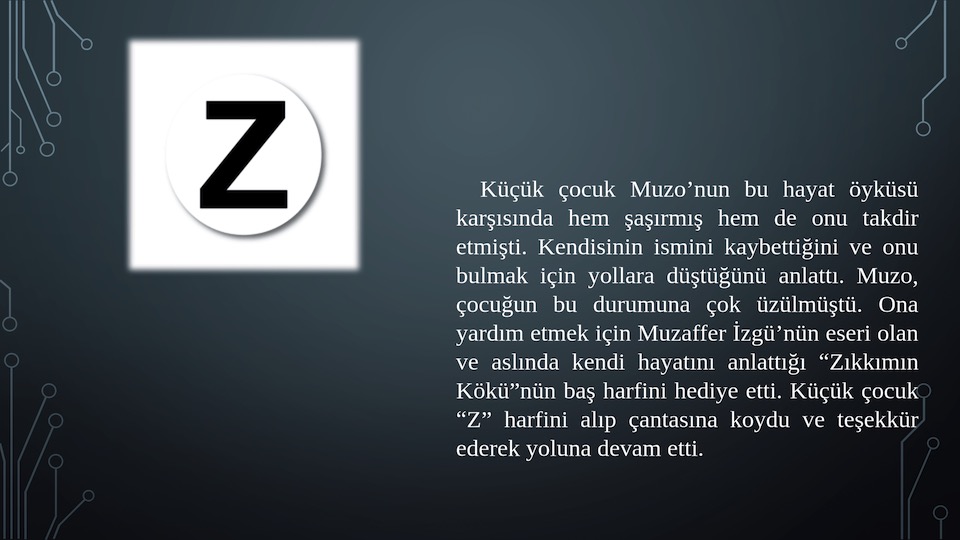 Z
Küçük çocuk Muzo’nun bu hayat öyküsü
karşısında hem şaşırmış hem de onu takdir
etmişti. Kendisinin ismini kaybettiğini ve onu
bulmak için yollara düştüğünü anlattı. Muzo,
çocuğun bu durumuna çok üzülmüştü. Ona
yardım etmek için Muzaffer İzgü’nün eseri olan
ve aslında kendi hayatını anlattığı “Zıkkımın
Kökü”nün baş harfini hediye etti. Küçük çocuk
“Z” harfini alıp çantasına koydu ve teşekkür
ederek yoluna devam etti.